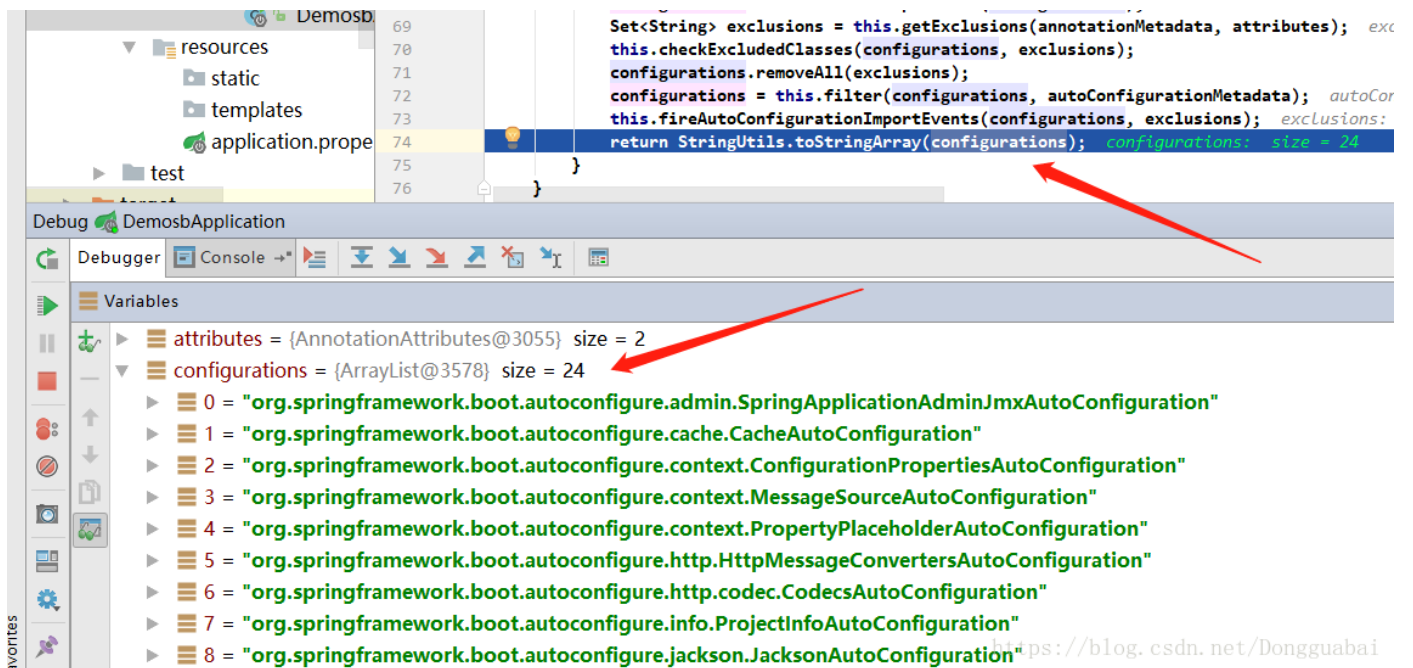 Demosb
resources
static
templates
application.prope
test
69 Set<String> exclusions = this.getExclusions(annotationMetadata, attributes); exc
70 this.checkExcludedClasses(configurations, exclusions);
71 configurations.removeAll(exclusions);
72 configurations = this.filter(configurations, autoConfigurationMetadata); autoCor
73 this.fireAutoConfigurationImportEvents(configurations, exclusions); exclusions:
74 return StringUtils.toStringArray(configurations); configurations: size = 24
75 }
76 }
Debug DemosbApplication
Debugger Console
Variables
attributes = {AnnotationAttributes@3055} size = 2
configurations = {ArrayList@3578} size = 24
0 = "org.springframework.boot.autoconfigure.admin.SpringApplicationAdminJmxAutoConfiguration"
1 = "org.springframework.boot.autoconfigure.cache.CacheAutoConfiguration"
2 = "org.springframework.boot.autoconfigure.context.ConfigurationPropertiesAutoConfiguration"
3 = "org.springframework.boot.autoconfigure.context.MessageSourceAutoConfiguration"
4 = "org.springframework.boot.autoconfigure.context.PropertyPlaceholderAutoConfiguration"
5 = "org.springframework.boot.autoconfigure.http.HttpMessageConvertersAutoConfiguration"
6 = "org.springframework.boot.autoconfigure.http.codec.CodecsAutoConfiguration"
7 = "org.springframework.boot.autoconfigure.info.ProjectInfoAutoConfiguration"
8 = "org.springframework.boot.autoconfigure.jackson.JacksonAutoConfiguration"
avorites
https://blog.csdn.net/Dongguabai